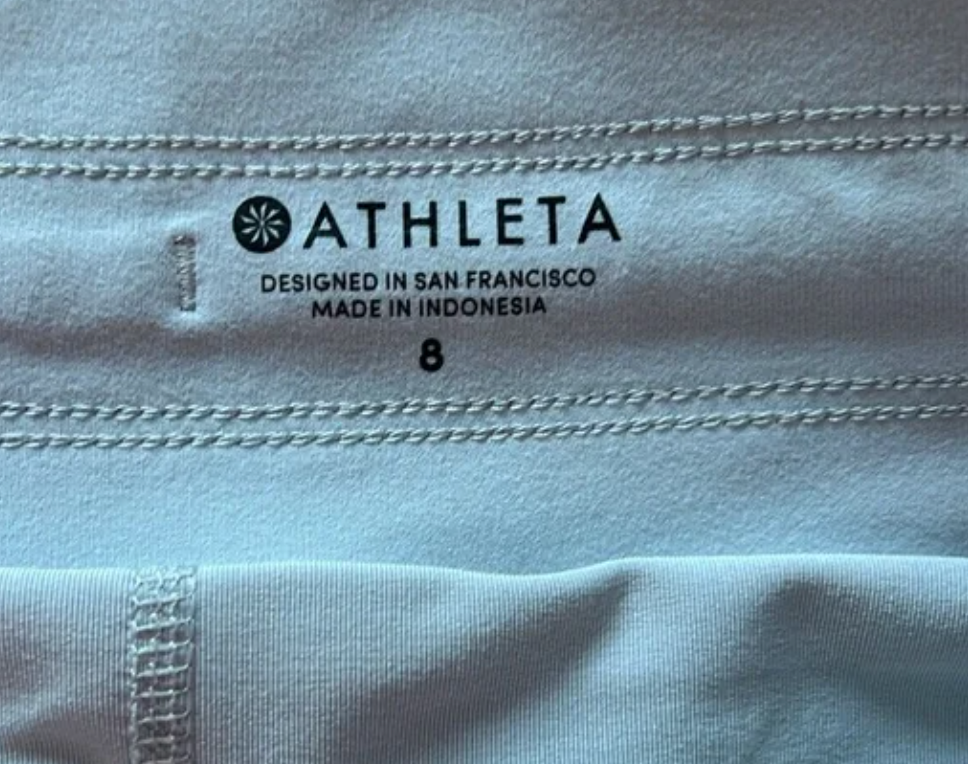 ATHLETA
DESIGNED IN SAN FRANCISCO
MADE IN INDONESIA
8